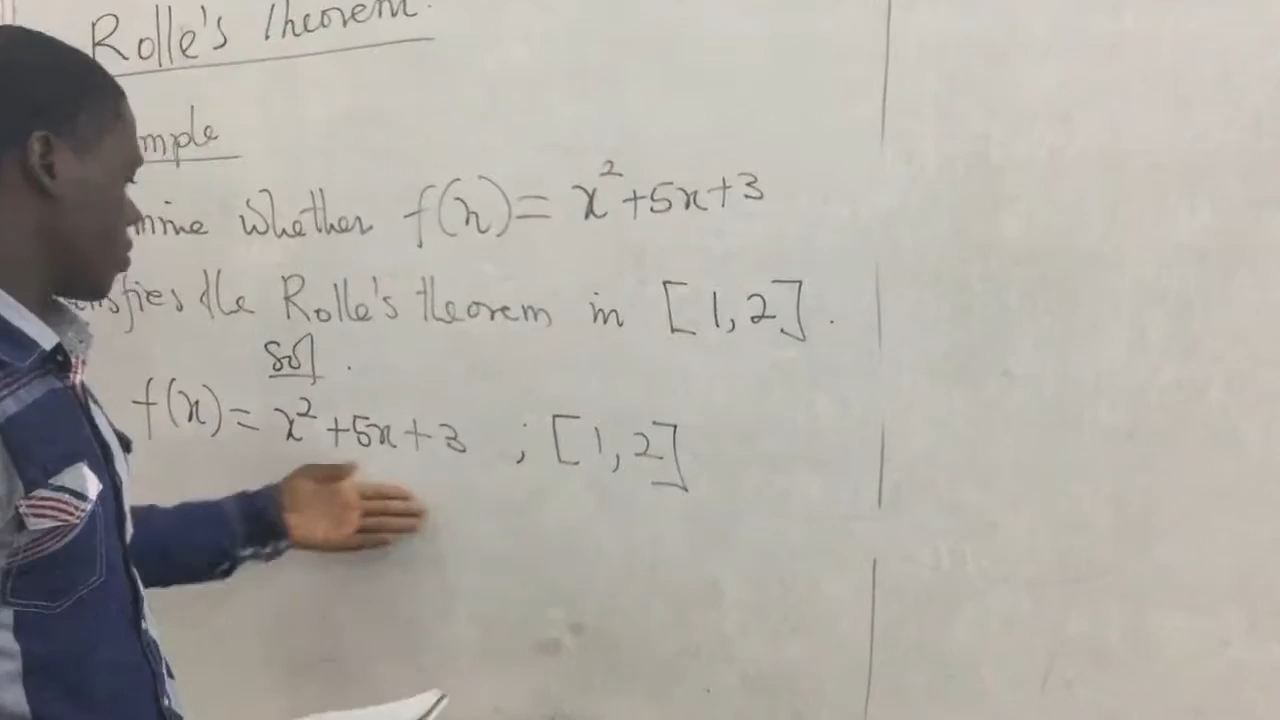 Rolle's Theorem.
mple
mine whether f(x) = x² + 5x + 3
tisfies the Rolle's theorem in [1, 2].
Sol.
f(x) = x² + 5x + 3 ; [1, 2]